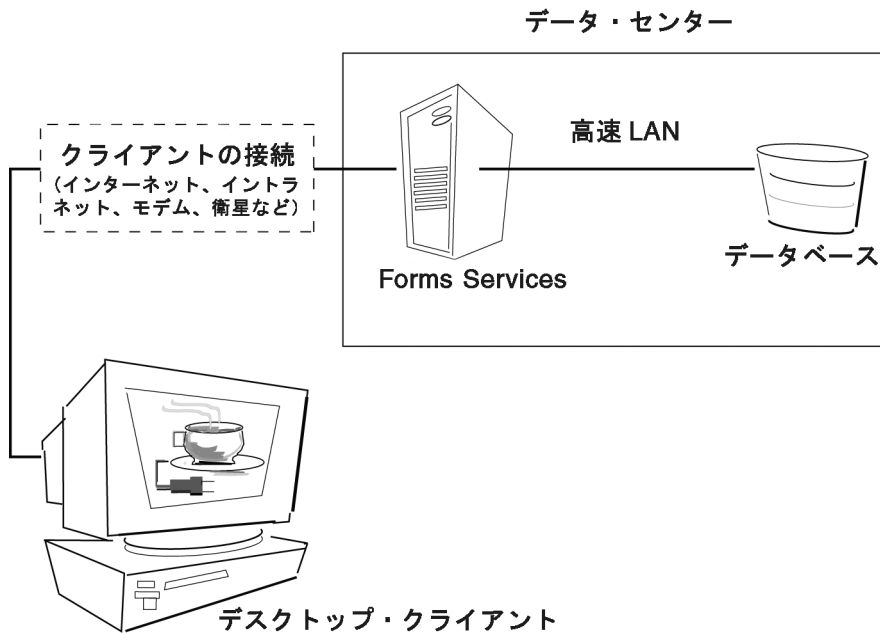 データ・センター
高速 LAN
クライアントの接続
(インターネット、イントラ
ネット、モデム、衛星など)
データベース
Forms Services
デスクトップ・クライアント